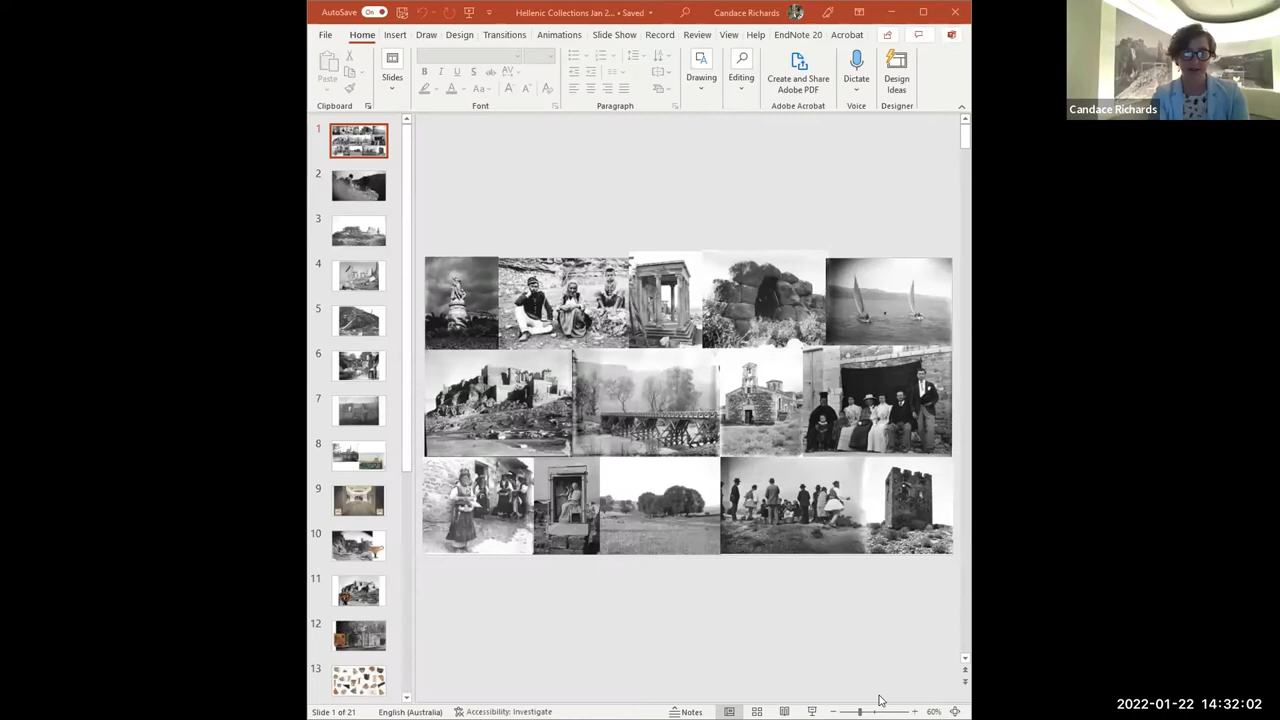 AutoSave On Hellenic Collections Jan 2... • Saved Candace Richards
File Home Insert Draw Design Transitions Animations Slide Show Record Review View Help EndNote 20 Acrobat
Paste Slides Drawing Editing Create and Share Adobe PDF Dictate Design Ideas
B I U S ab AV
A Aa A A
Clipboard Font Paragraph Adobe Acrobat Voice Designer
Candace Richards
1
2
3
4
5
6
7
8
9
10
11
12
13
Slide 1 of 21 English (Australia) Accessibility: Investigate Notes 60%
2022-01-22 14:32:02